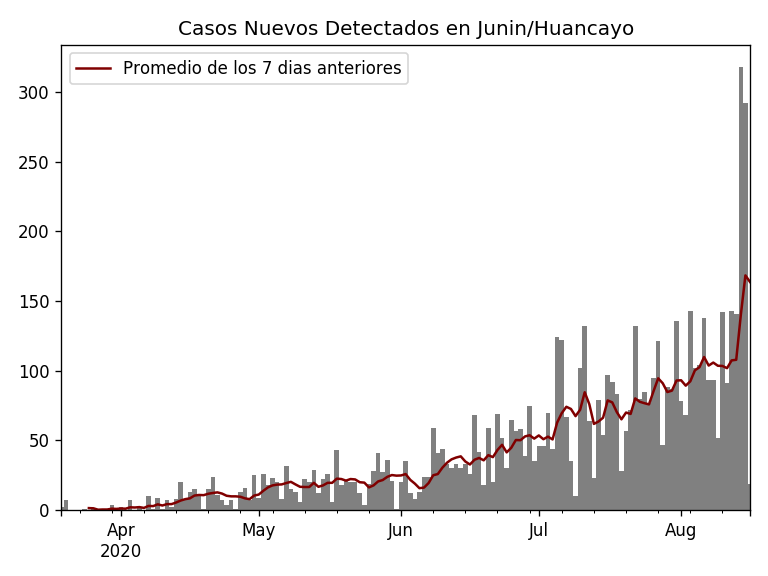 Casos Nuevos Detectados en Junin/Huancayo
Promedio de los 7 dias anteriores
300
250
200
150
100
50
0
Apr
2020
May
Jun
Jul
Aug